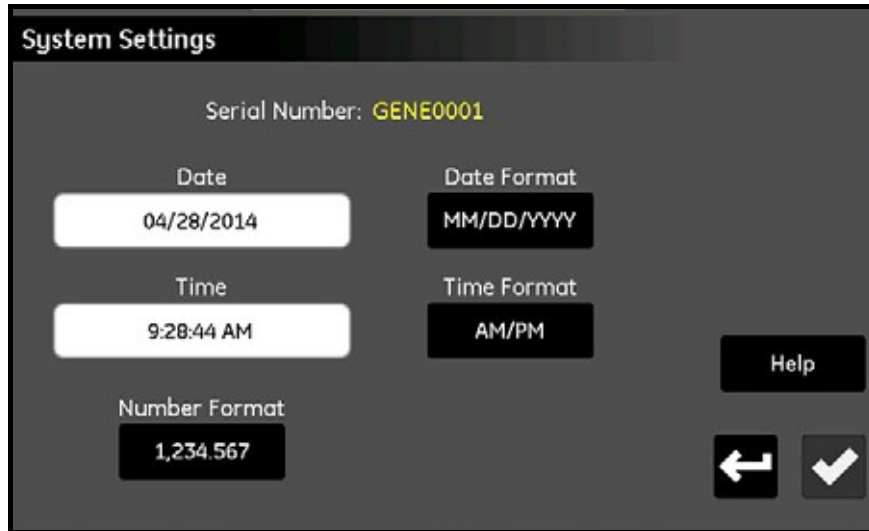 System Settings
Serial Number: GENE0001
Date Date Format
04/28/2014 MM/DD/YYYY
Time Time Format
9:28:44 AM AM/PM
Help
Number Format
1,234.567